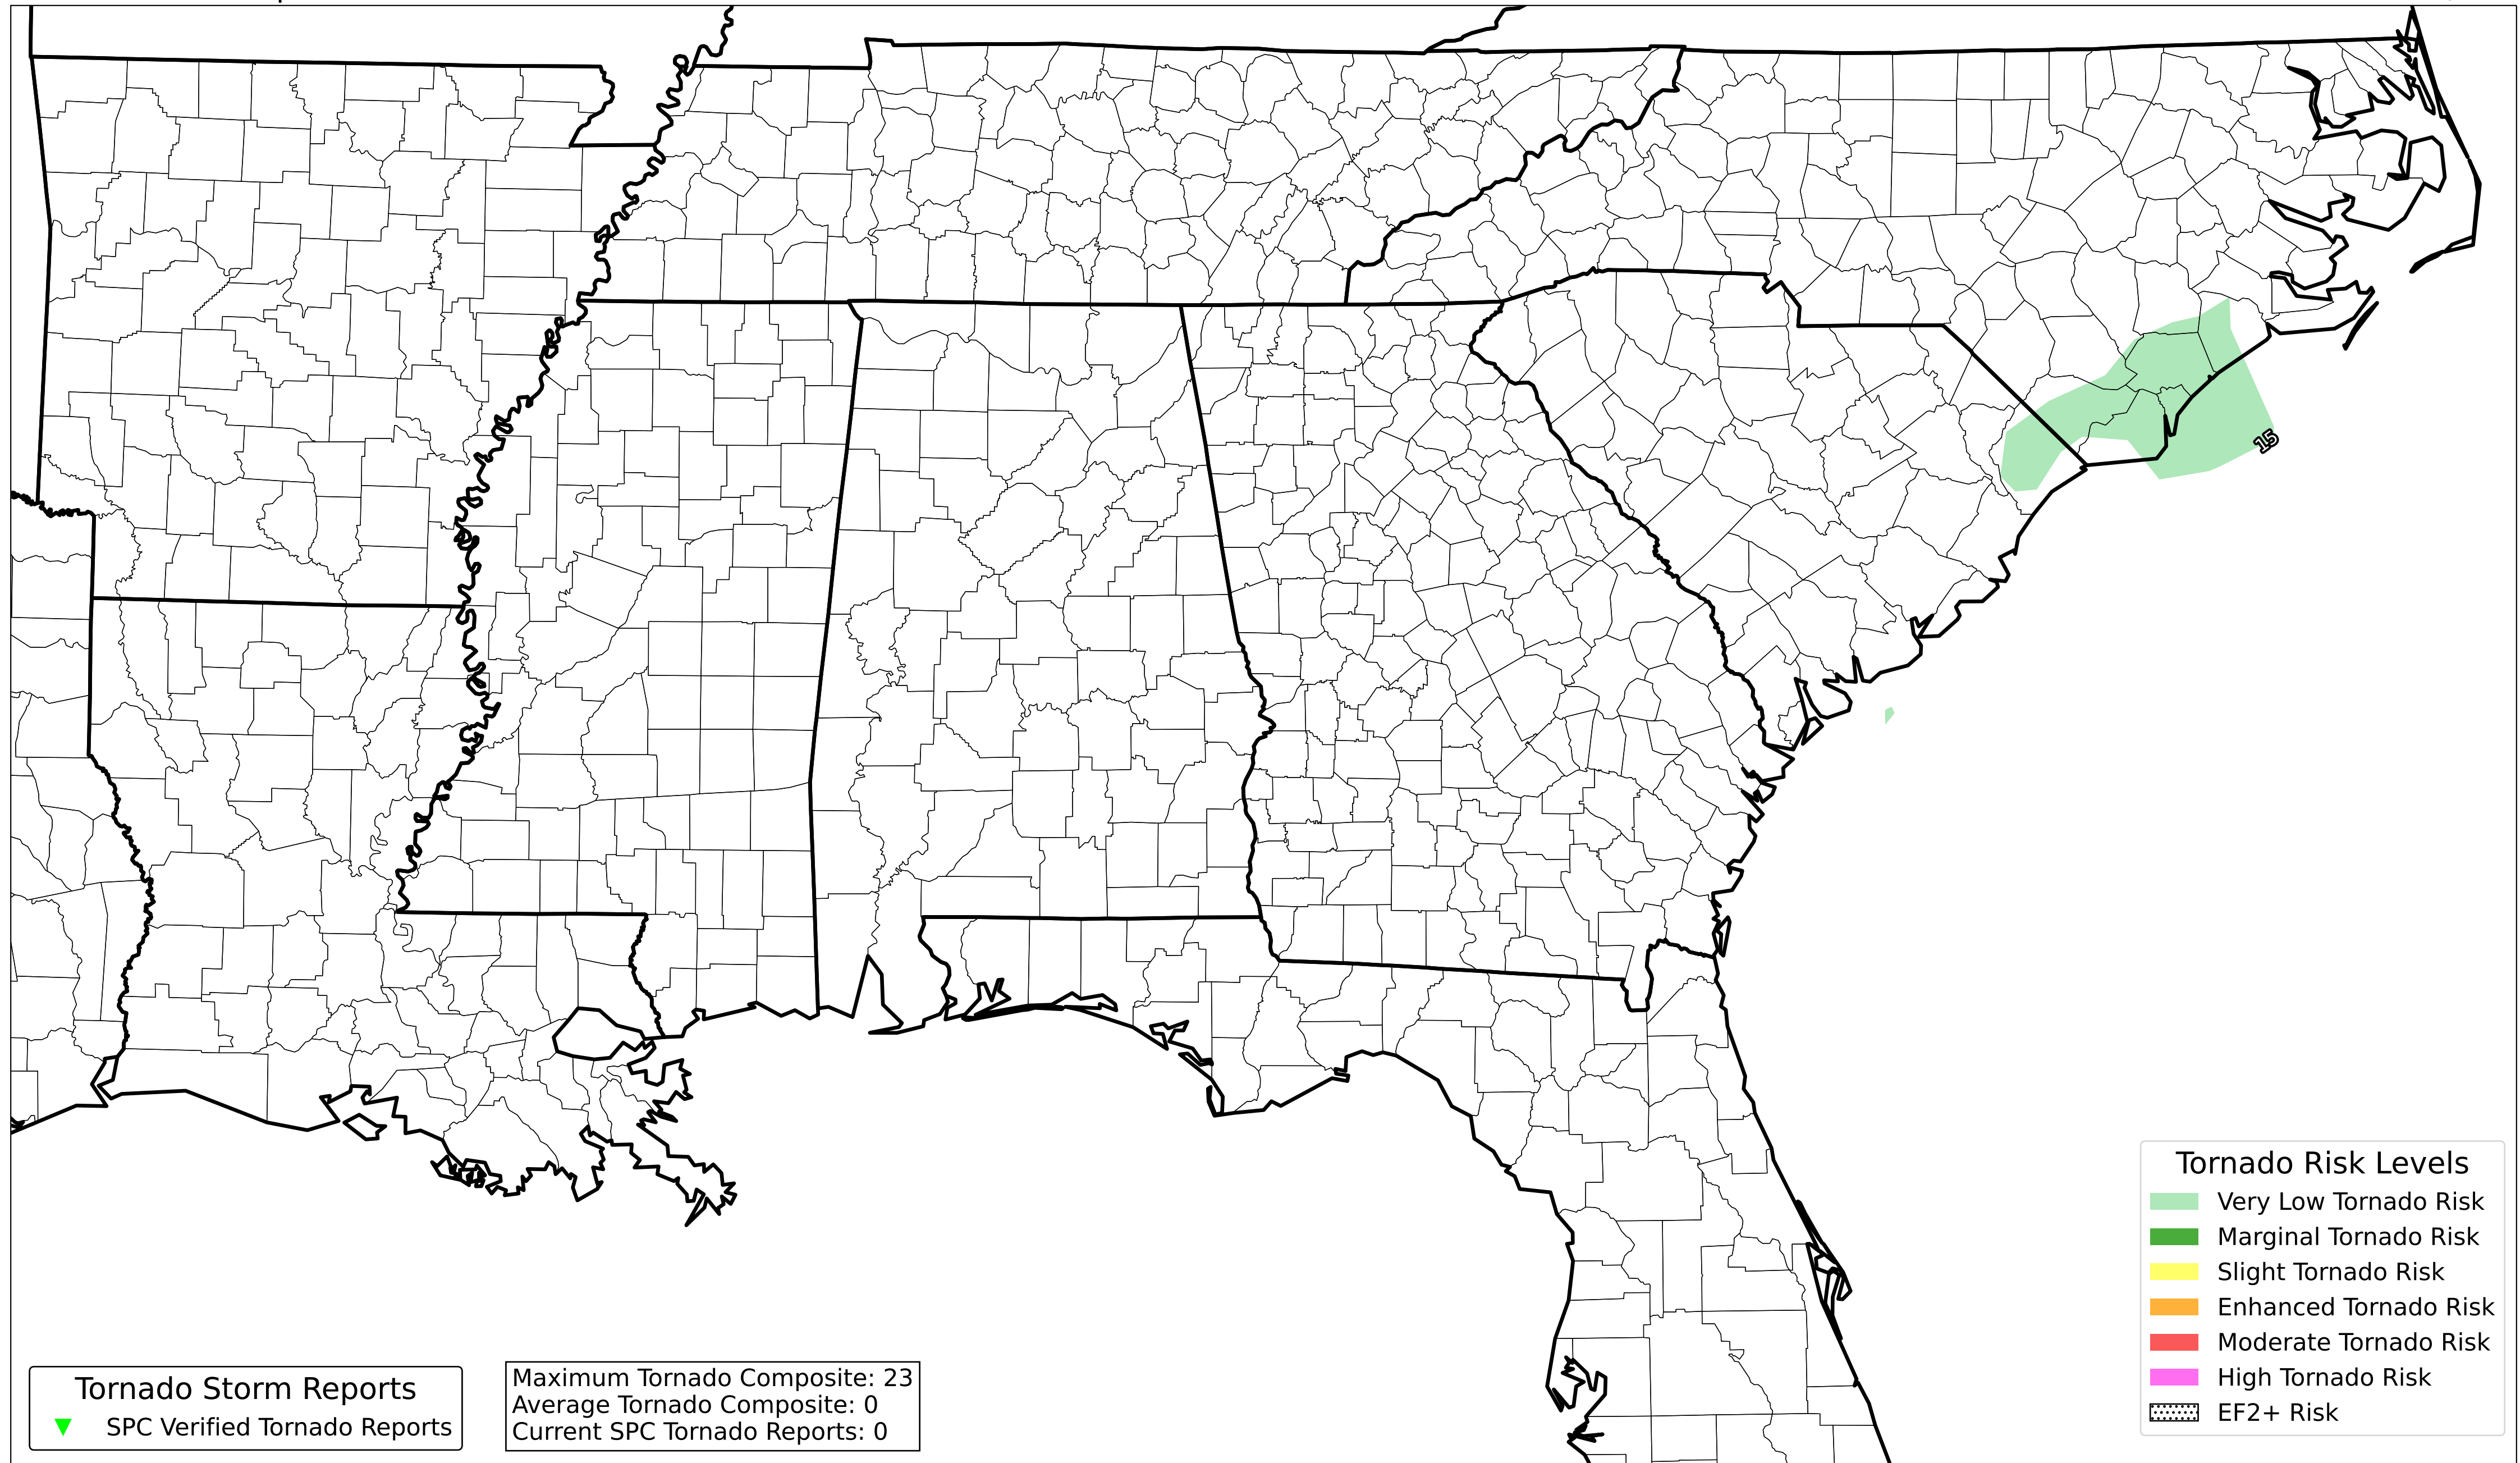 15
Tornado Risk Levels
Very Low Tornado Risk
Marginal Tornado Risk
Slight Tornado Risk
Enhanced Tornado Risk
Moderate Tornado Risk
High Tornado Risk
EF2+ Risk
Tornado Storm Reports
SPC Verified Tornado Reports
Maximum Tornado Composite: 23
Average Tornado Composite: 0
Current SPC Tornado Reports: 0